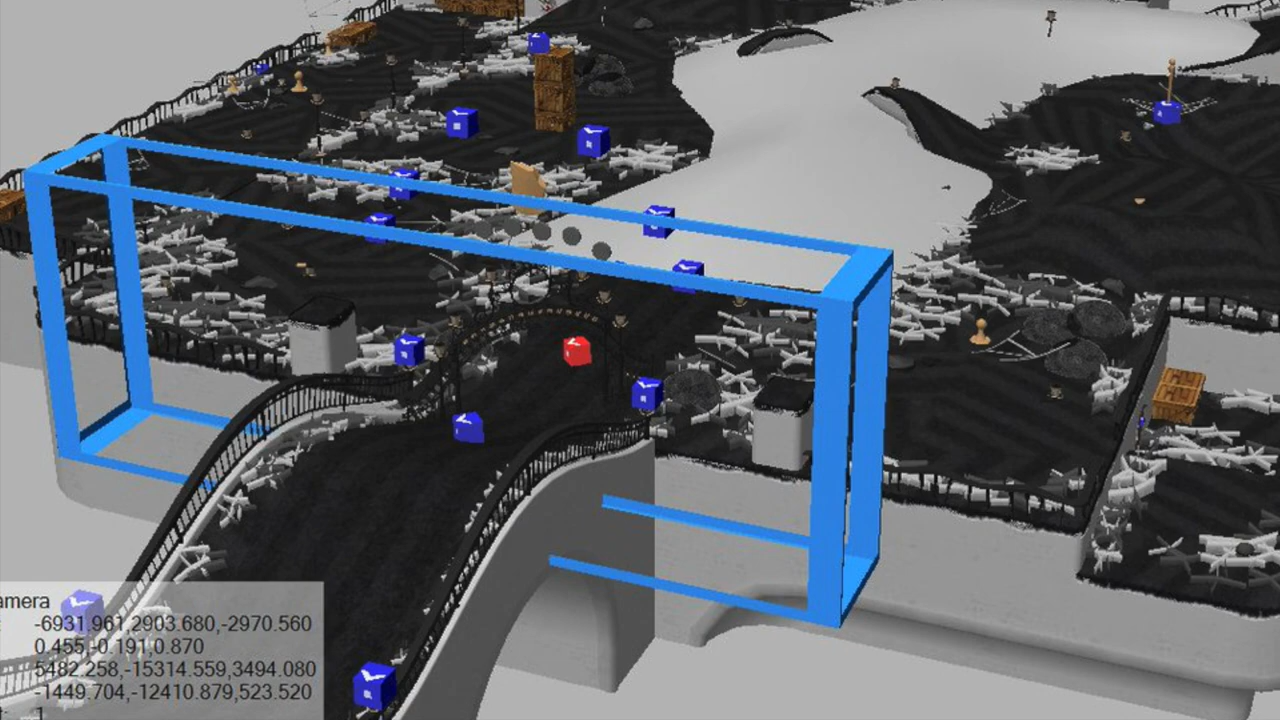 amera
-6931.961,2903.680,-2970.560
0.455,-0.191,0.870
5482.258,-15314.559,3494.080
-1449.704,-12410.879,523.520